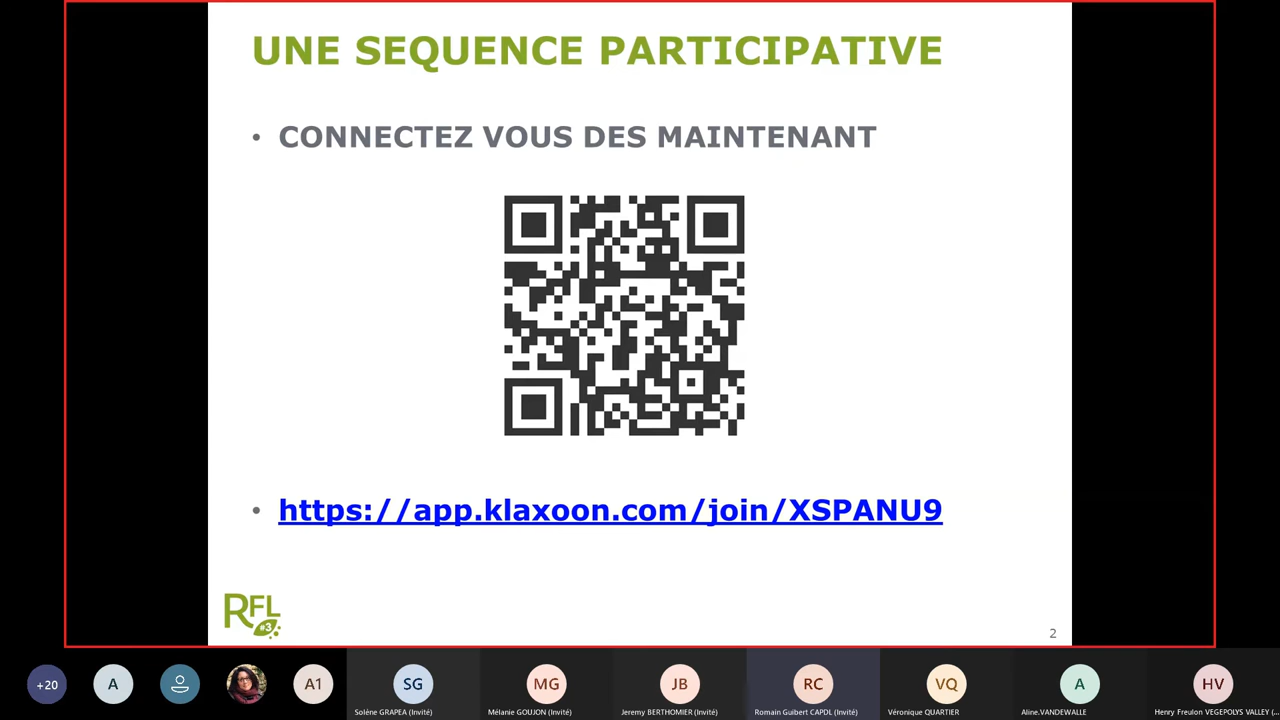 UNE SEQUENCE PARTICIPATIVE
• CONNECTEZ VOUS DES MAINTENANT
• https://app.klaxoon.com/join/XSPANU9
RFL
#3
2
+20
A
A1
SG
MG
JB
RC
VQ
A
HV
Solène GRAPEA (Invité)
Mélanie GOUJON (Invité)
Jeremy BERTHOMIER (Invité)
Romain Guibert CAPDL (Invité)
Véronique QUARTIER
Aline.VANDEWALLE
Henry Freulon VEGEPOLYS VALLEY (...